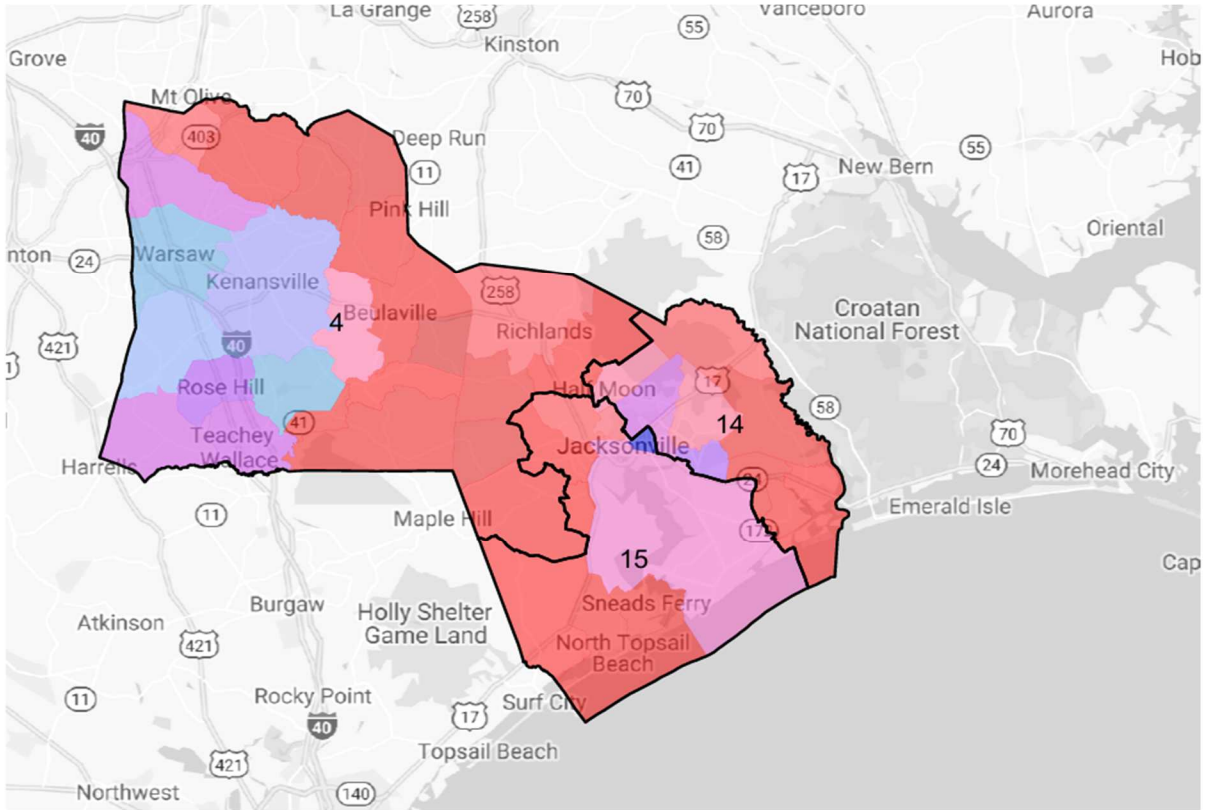 La Grange
258
Vanceboro
Aurora
55
Grove
Kinston
Hob
70
Mt Olive
40
403
Deep Run
70
55
11
41
New Bern
17
Pink Hill
Oriental
58
nton
24
Warsaw
Kenansville
258
Croatan
National Forest
4
Beulaville
Richlands
421
40
1
Rose Hill
Half Moon
17
58
41
14
70
Teachey
Wallace
Jacksonville
24
Harrells
24
Morehead City
11
Maple Hill
Emerald Isle
172
15
Cap
Burgaw
Holly Shelter
Game Land
Sneads Ferry
Atkinson
421
North Topsail
Beach
11
Rocky Point
Surf City
17
40
Topsail Beach
421
Northwest
140